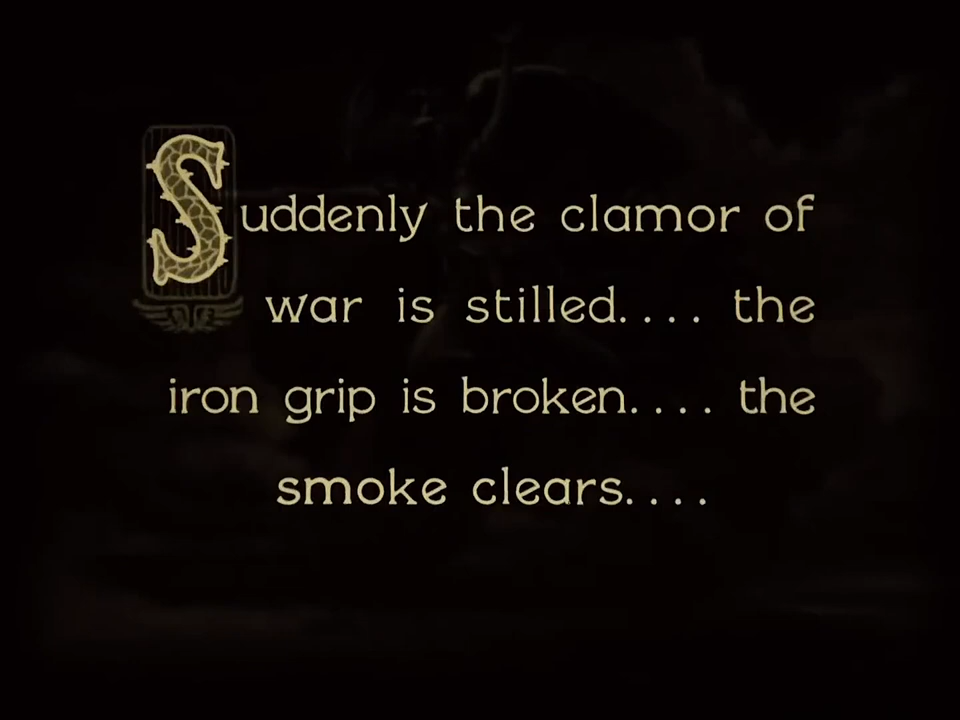 Suddenly the clamor of
war is stilled.... the
iron grip is broken.... the
smoke clears....